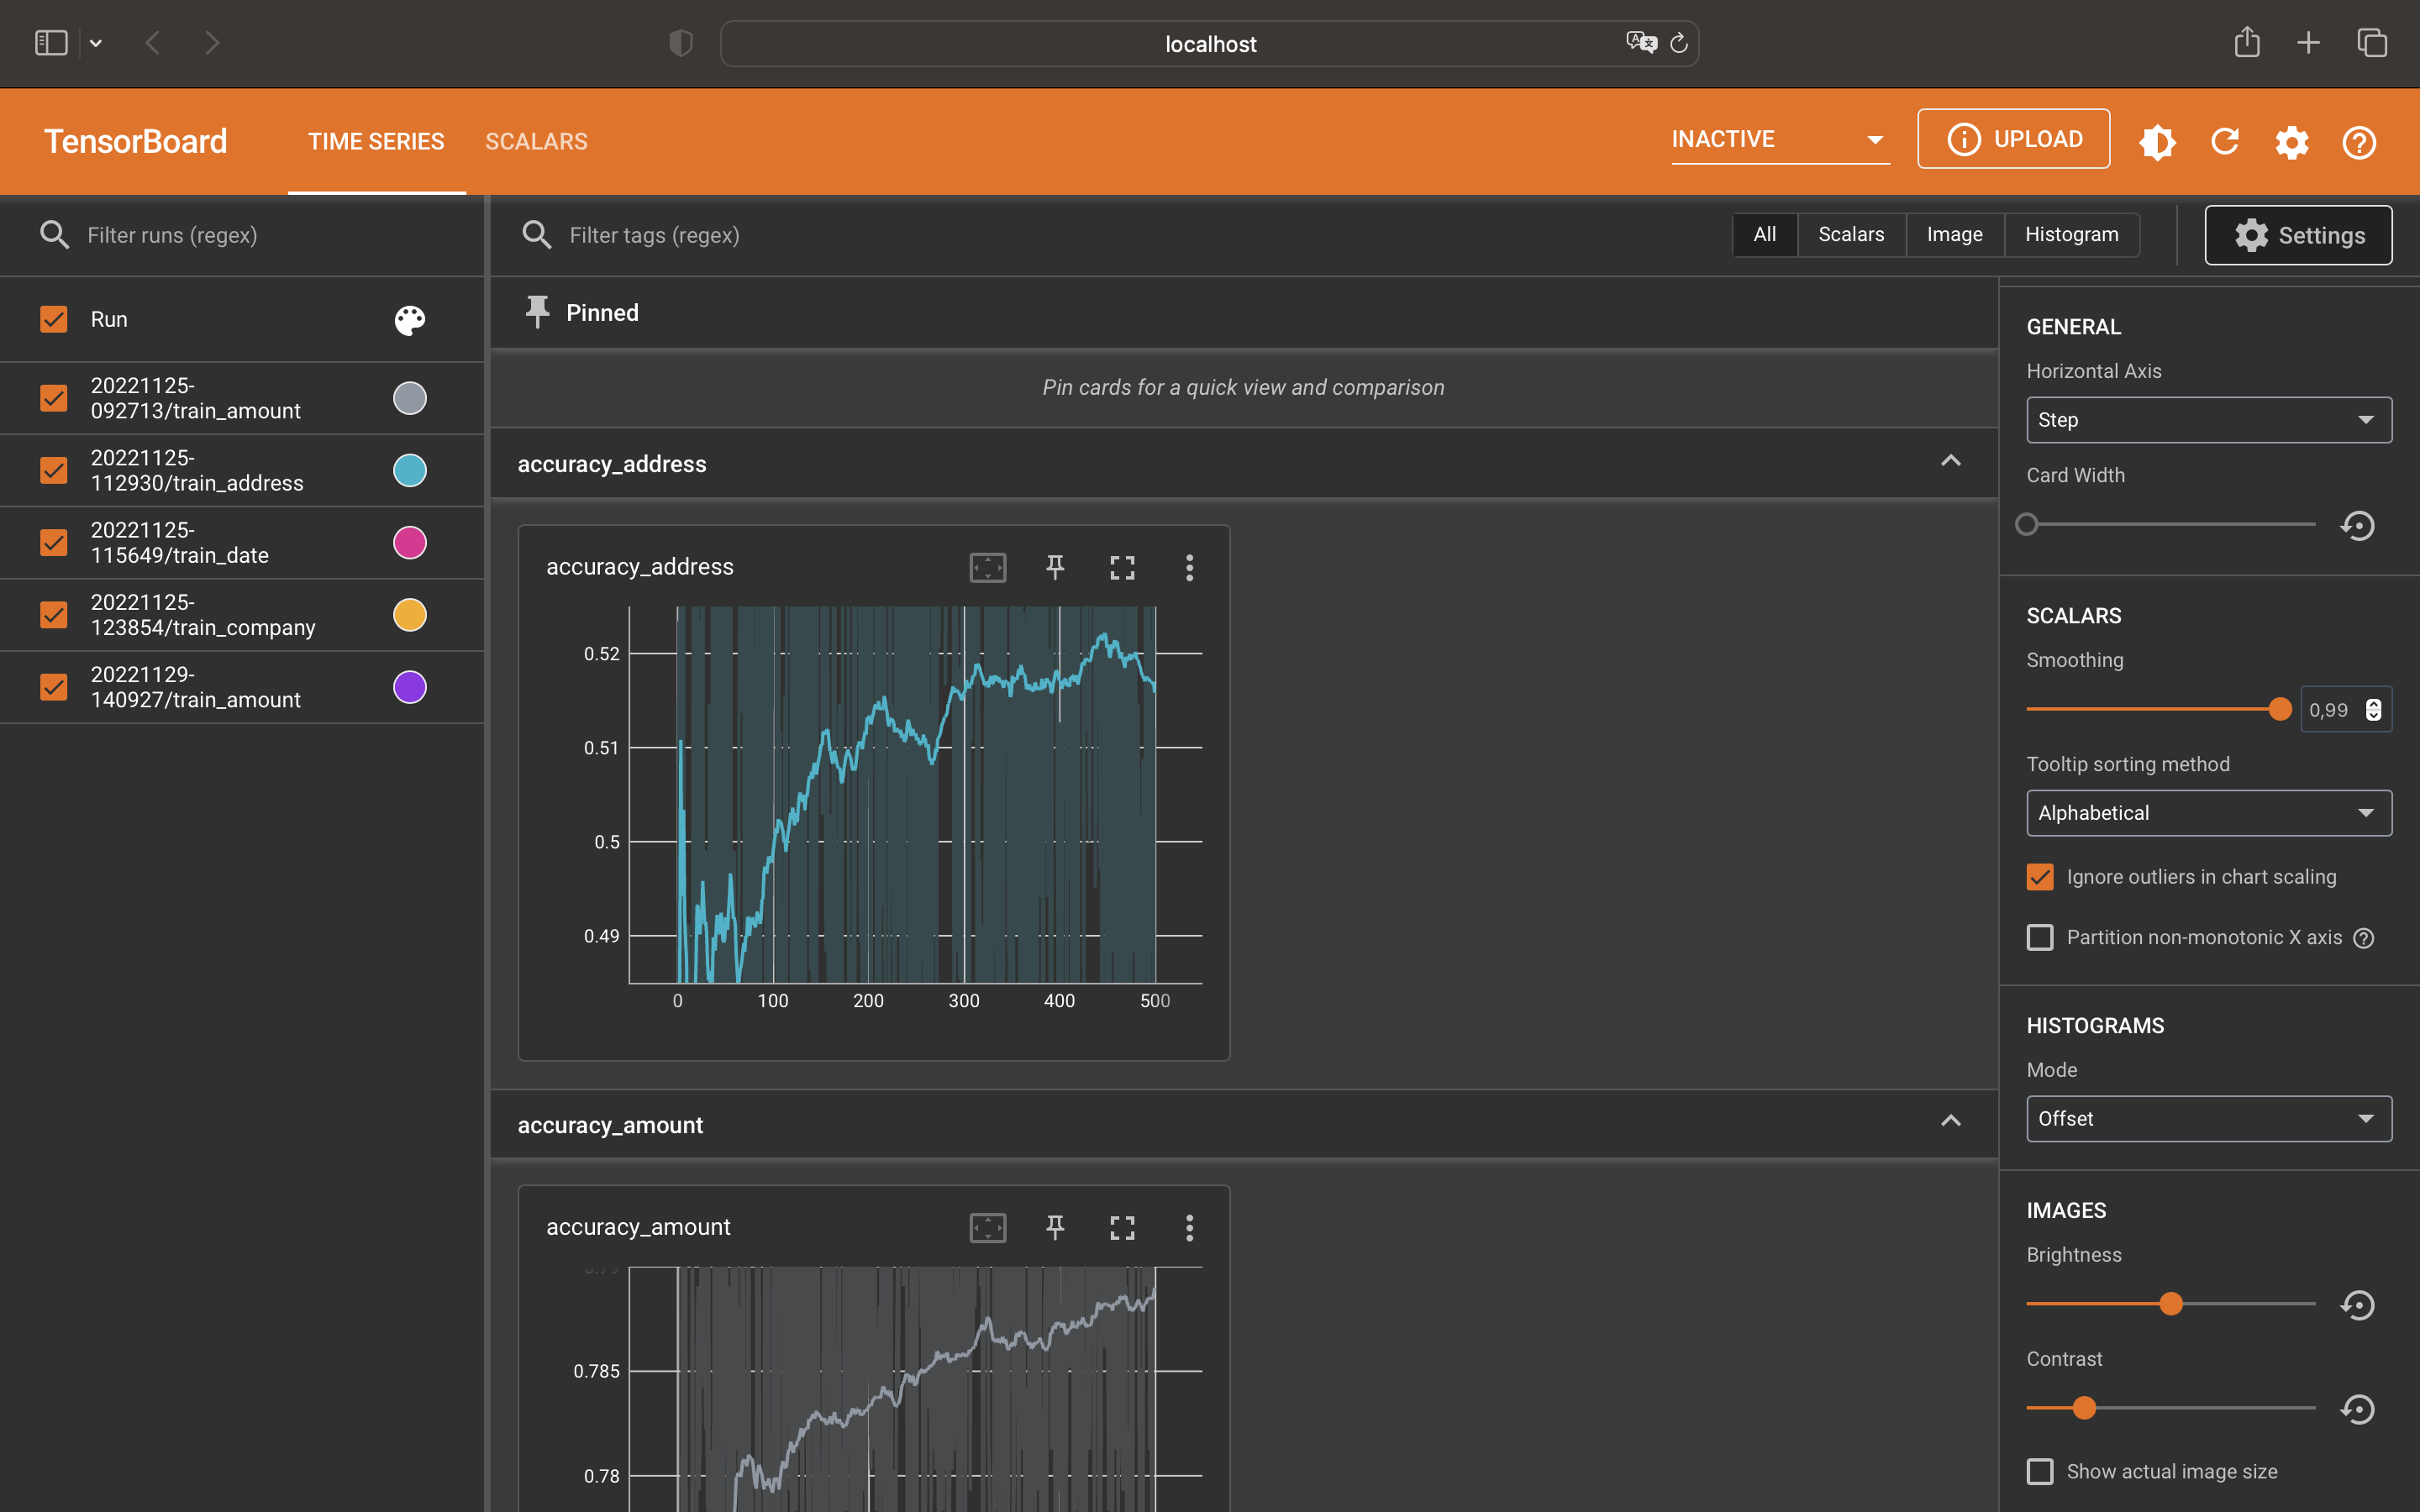 localhost
TensorBoard
TIME SERIES
SCALARS
INACTIVE
UPLOAD
Filter runs (regex)
Filter tags (regex)
All
Scalars
Image
Histogram
Settings
Run
20221125-
092713/train_amount
20221125-
112930/train_address
20221125-
115649/train_date
20221125-
123854/train_company
20221129-
140927/train_amount
Pinned
Pin cards for a quick view and comparison
accuracy_address
accuracy_address
0.52
0.51
0.5
0.49
0 100 200 300 400 500
accuracy_amount
accuracy_amount
0.79
0.785
0.78
GENERAL
Horizontal Axis
Step
Card Width
SCALARS
Smoothing
0,99
Tooltip sorting method
Alphabetical
Ignore outliers in chart scaling
Partition non-monotonic X axis
HISTOGRAMS
Mode
Offset
IMAGES
Brightness
Contrast
Show actual image size